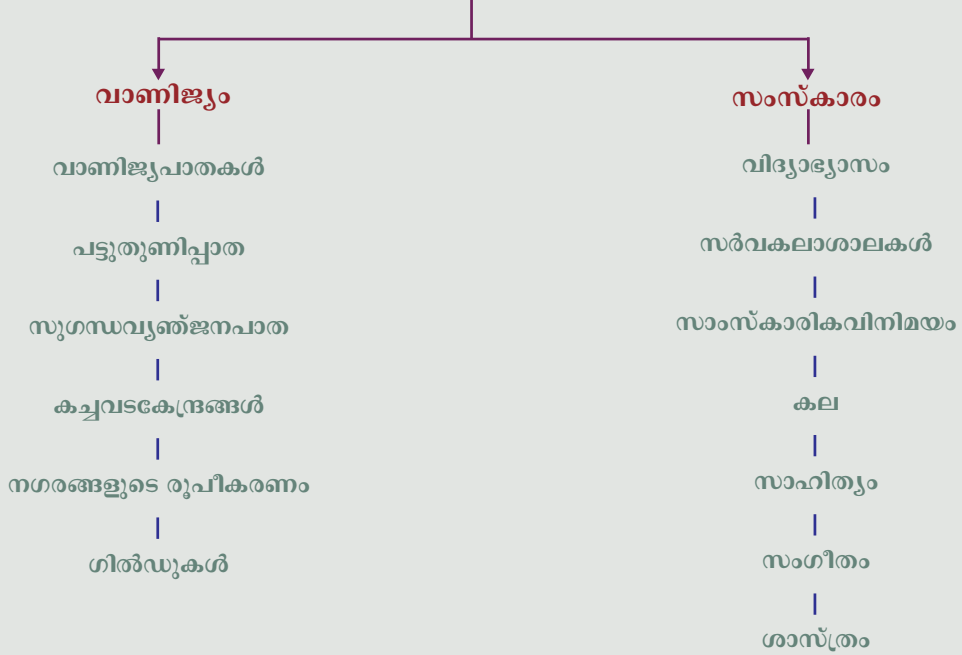 വാണിജ്യം
വാണിജ്യപാതകൾ
പട്ടുതുണിപ്പാത
സുഗന്ധവ്യഞ്ജനപാത
കച്ചവടകേന്ദ്രങ്ങൾ
നഗരങ്ങളുടെ രൂപീകരണം
ഗിൽഡുകൾ
സംസ്കാരം
വിദ്യാഭ്യാസം
സർവകലാശാലകൾ
സാംസ്കാരികവിനിമയം
കല
സാഹിത്യം
സംഗീതം
ശാസ്ത്രം